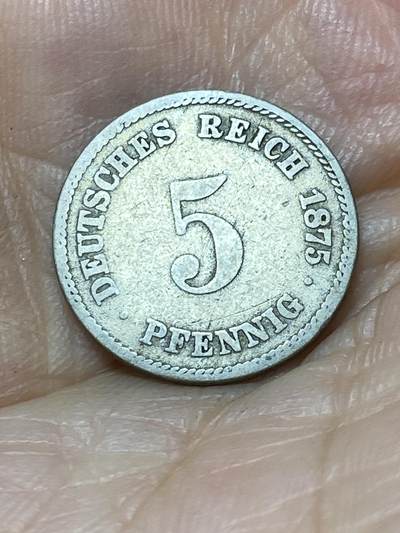 DEUTSCHES REICH 1875
5
PFENNIG